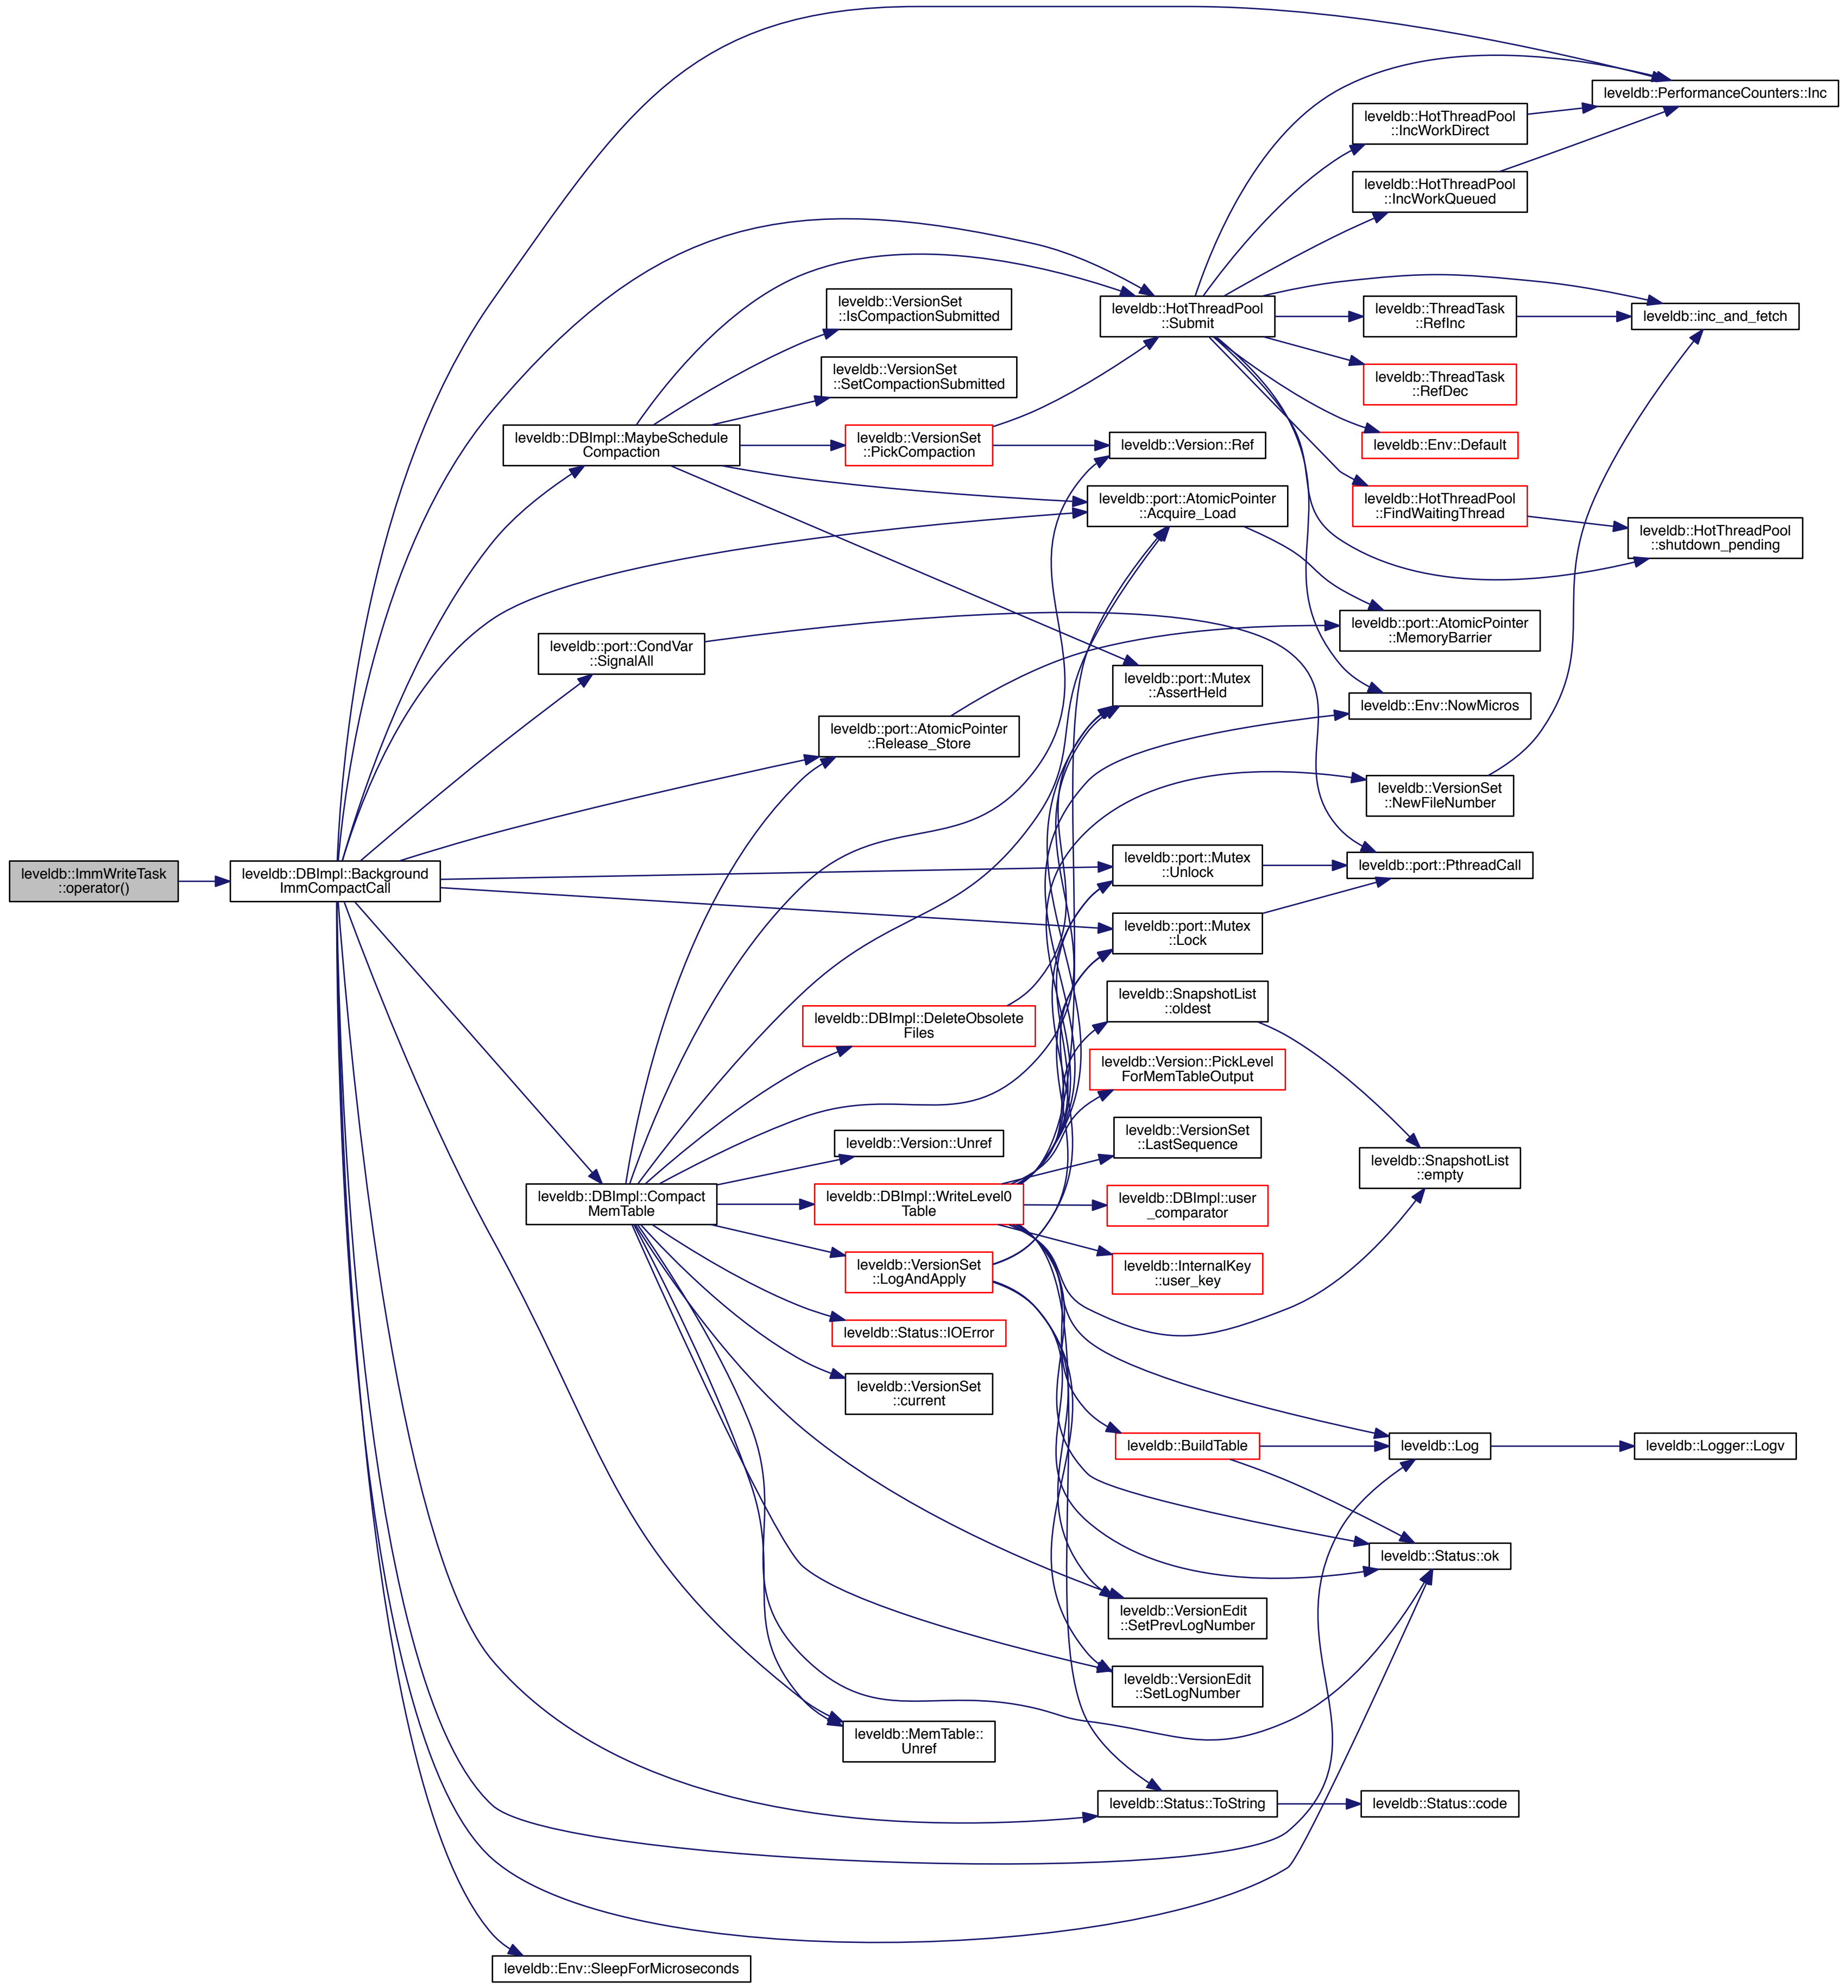 leveldb::PerformanceCounters::Inc
leveldb::HotThreadPool
::IncWorkDirect
leveldb::HotThreadPool
::IncWorkQueued
leveldb::VersionSet
::IsCompactionSubmitted
leveldb::HotThreadPool
::Submit
leveldb::ThreadTask
::RefInc
leveldb::inc_and_fetch
leveldb::VersionSet
::SetCompactionSubmitted
leveldb::ThreadTask
::RefDec
leveldb::DBImpl::MaybeSchedule
Compaction
leveldb::VersionSet
::PickCompaction
leveldb::Version::Ref
leveldb::Env::Default
leveldb::port::AtomicPointer
::Acquire_Load
leveldb::HotThreadPool
::FindWaitingThread
leveldb::HotThreadPool
::shutdown_pending
leveldb::port::AtomicPointer
::MemoryBarrier
leveldb::port::CondVar
::SignalAll
leveldb::port::Mutex
::AssertHeld
leveldb::Env::NowMicros
leveldb::port::AtomicPointer
::Release_Store
leveldb::VersionSet
::NewFileNumber
leveldb::ImmWriteTask
::operator()
leveldb::DBImpl::Background
ImmCompactCall
leveldb::port::Mutex
::Unlock
leveldb::port::PthreadCall
leveldb::port::Mutex
::Lock
leveldb::SnapshotList
::oldest
leveldb::DBImpl::DeleteObsolete
Files
leveldb::Version::PickLevel
ForMemTableOutput
leveldb::Version::Unref
leveldb::VersionSet
::LastSequence
leveldb::SnapshotList
::empty
leveldb::DBImpl::Compact
MemTable
leveldb::DBImpl::WriteLevel0
Table
leveldb::DBImpl::user
_comparator
leveldb::VersionSet
::LogAndApply
leveldb::InternalKey
::user_key
leveldb::Status::IOError
leveldb::VersionSet
::current
leveldb::BuildTable
leveldb::Log
leveldb::Logger::Logv
leveldb::Status::ok
leveldb::VersionEdit
::SetPrevLogNumber
leveldb::VersionEdit
::SetLogNumber
leveldb::MemTable::
Unref
leveldb::Status::ToString
leveldb::Status::code
leveldb::Env::SleepForMicroseconds